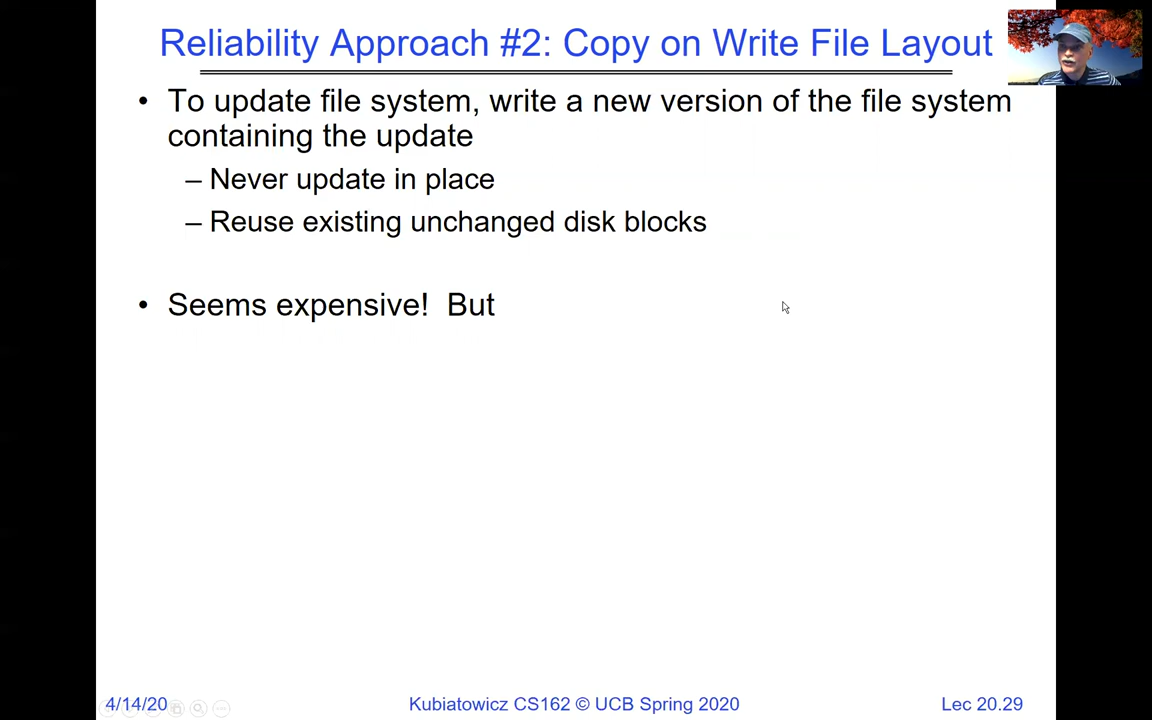 Reliability Approach #2: Copy on Write File Layout
• To update file system, write a new version of the file system
containing the update
– Never update in place
– Reuse existing unchanged disk blocks
• Seems expensive!  But
4/14/20
Kubiatowicz CS162 © UCB Spring 2020
Lec 20.29